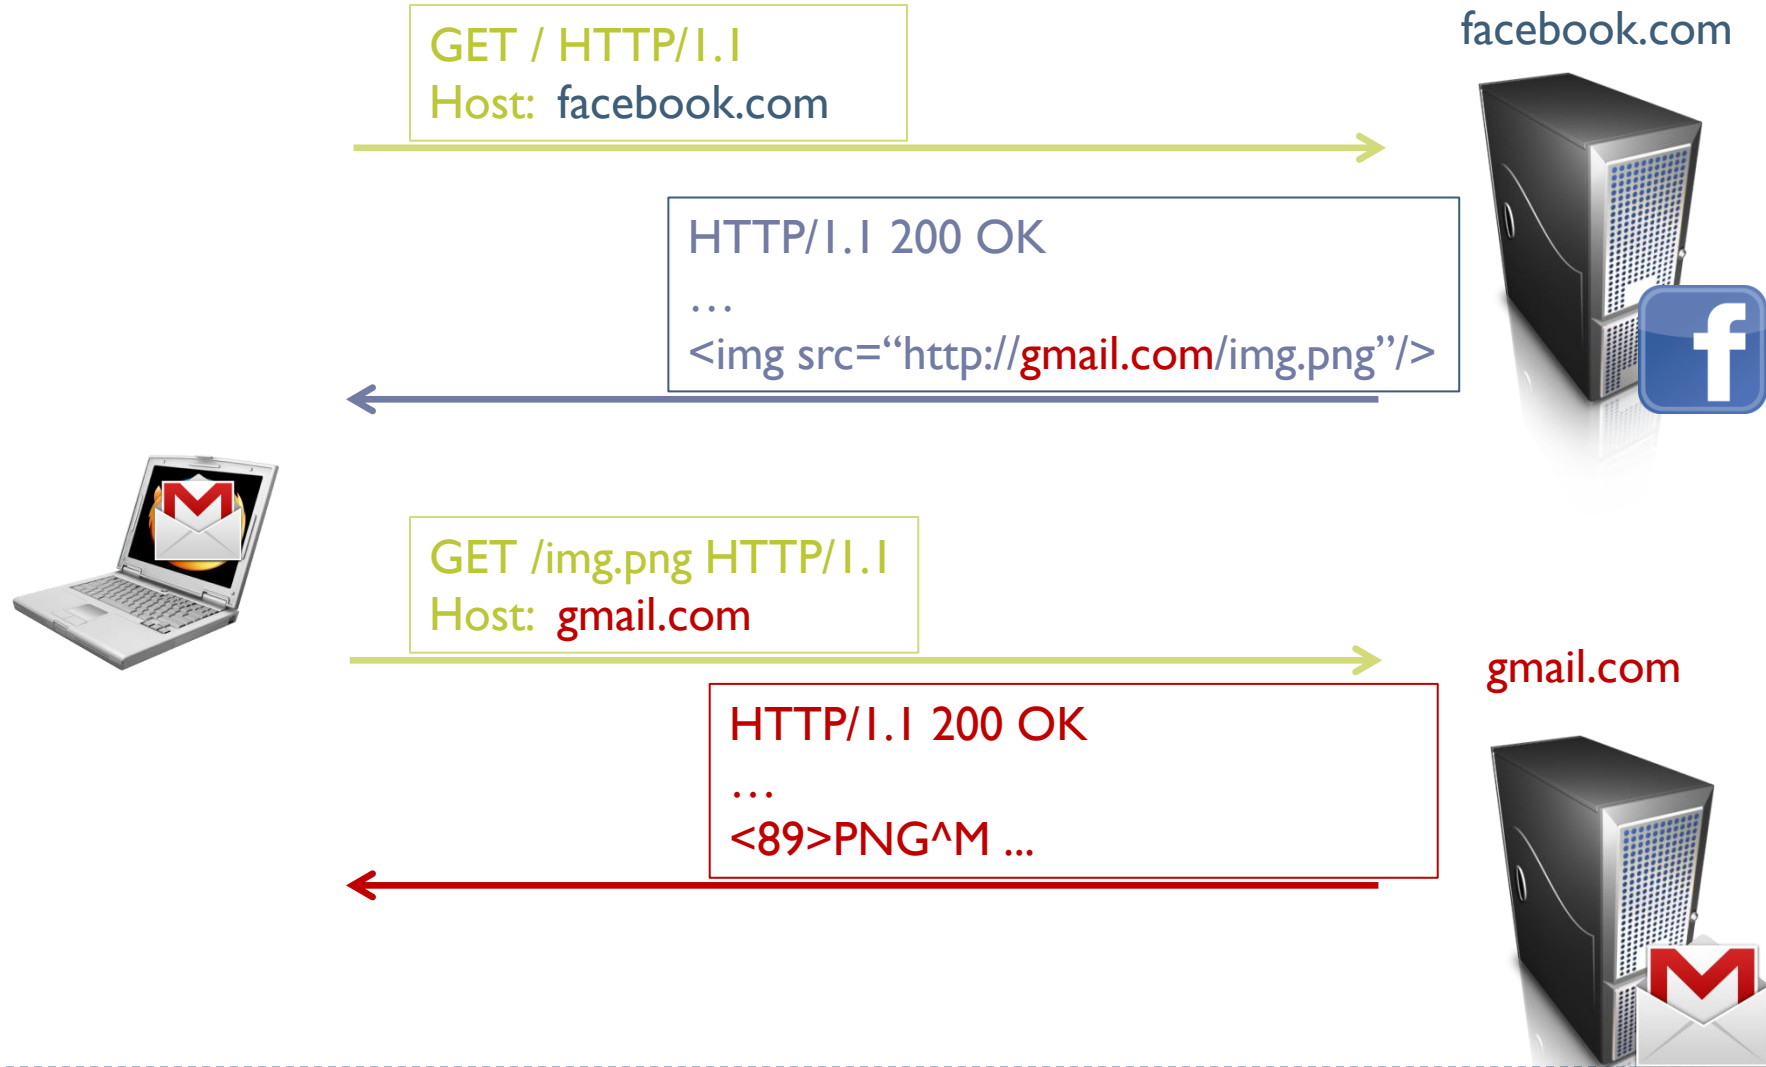 facebook.com
GET / HTTP/1.1
Host: facebook.com
HTTP/1.1 200 OK
…
<img src=“http://gmail.com/img.png”/>
GET /img.png HTTP/1.1
Host: gmail.com
gmail.com
HTTP/1.1 200 OK
…
<89>PNG^M ...